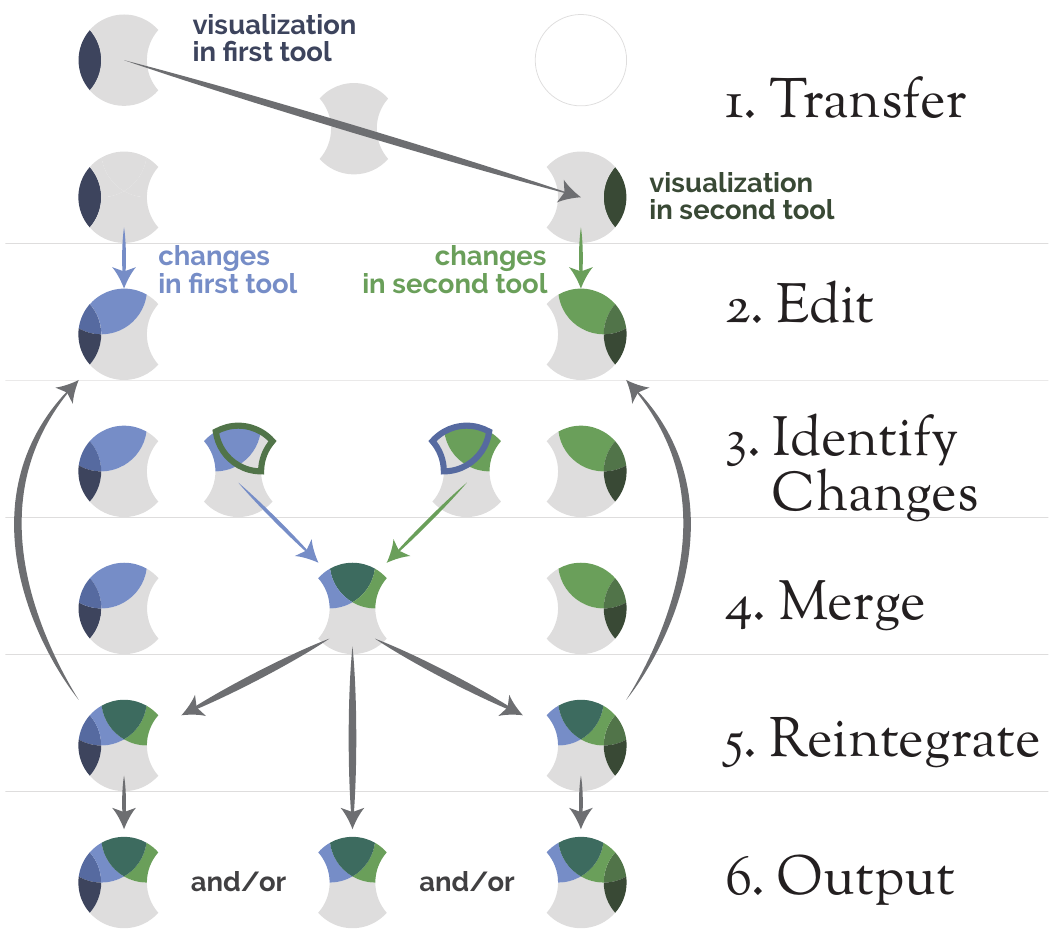 visualization
in first tool
1. Transfer
visualization
in second tool
changes
in first tool
changes
in second tool
2. Edit
3. Identify
Changes
4. Merge
5. Reintegrate
and/or
and/or
6. Output